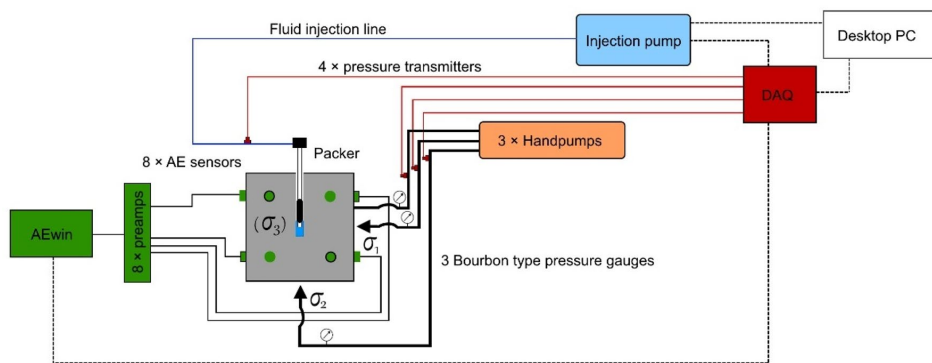 Fluid injection line
Injection pump
Desktop PC
4 × pressure transmitters
DAQ
3 × Handpumps
Packer
8 × AE sensors
8 × preamps
AEwin
(σ3)
σ1
σ2
3 Bourbon type pressure gauges